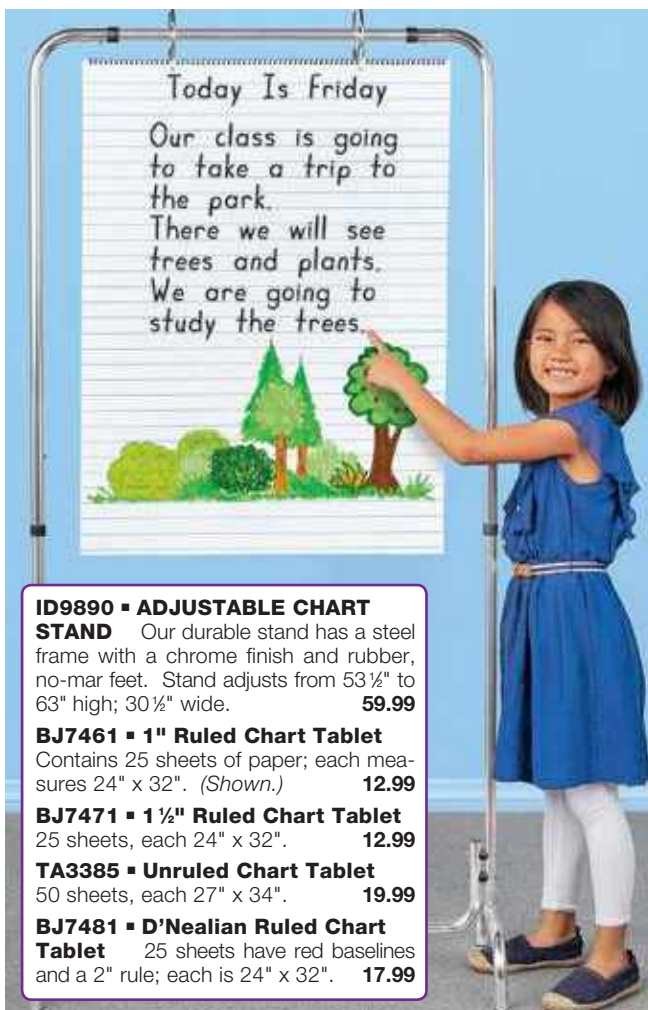 Today Is Friday
Our class is going
to take a trip to
the park.
There we will see
trees and plants.
We are going to
study the trees.
ID9890 ▪ ADJUSTABLE CHART
STAND Our durable stand has a steel
frame with a chrome finish and rubber,
no-mar feet. Stand adjusts from 53½" to
63" high; 30½" wide. 59.99
BJ7461 ▪ 1" Ruled Chart Tablet
Contains 25 sheets of paper; each mea-
sures 24" x 32". (Shown.) 12.99
BJ7471 ▪ 1½" Ruled Chart Tablet
25 sheets, each 24" x 32". 12.99
TA3385 ▪ Unruled Chart Tablet
50 sheets, each 27" x 34". 19.99
BJ7481 ▪ D’Nealian Ruled Chart
Tablet 25 sheets have red baselines
and a 2" rule; each is 24" x 32". 17.99